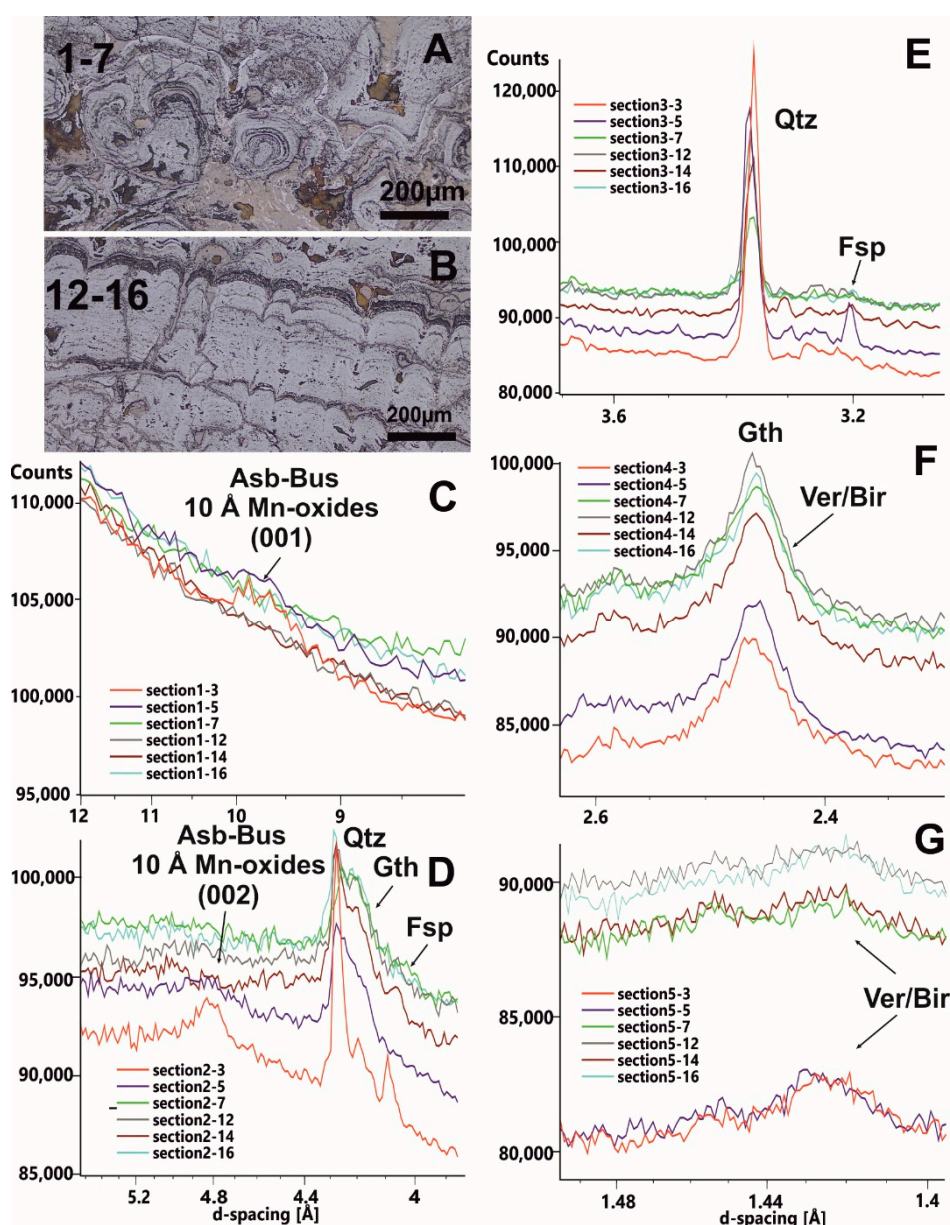 1-7
A
200µm
B
12-16
200µm
Counts
E
120,000
110,000
100,000
90,000
80,000
section3-3
section3-5
section3-7
section3-12
section3-14
section3-16
Qtz
Fsp
3.6
3.2
Counts
C
110,000
105,000
100,000
95,000
Asb-Bus
10 Å Mn-oxides
(001)
section1-3
section1-5
section1-7
section1-12
section1-14
section1-16
12
11
10
9
Gth
F
100,000
95,000
90,000
85,000
section4-3
section4-5
section4-7
section4-12
section4-14
section4-16
Ver/Bir
2.6
2.4
Asb-Bus
10 Å Mn-oxides
(002)
Qtz
Gth
D
Fsp
100,000
95,000
90,000
85,000
section2-3
section2-5
section2-7
section2-12
section2-14
section2-16
5.2
4.8
4.4
4
d-spacing [Å]
G
90,000
85,000
80,000
section5-3
section5-5
section5-7
section5-12
section5-14
section5-16
Ver/Bir
1.48
1.44
1.4
d-spacing [Å]